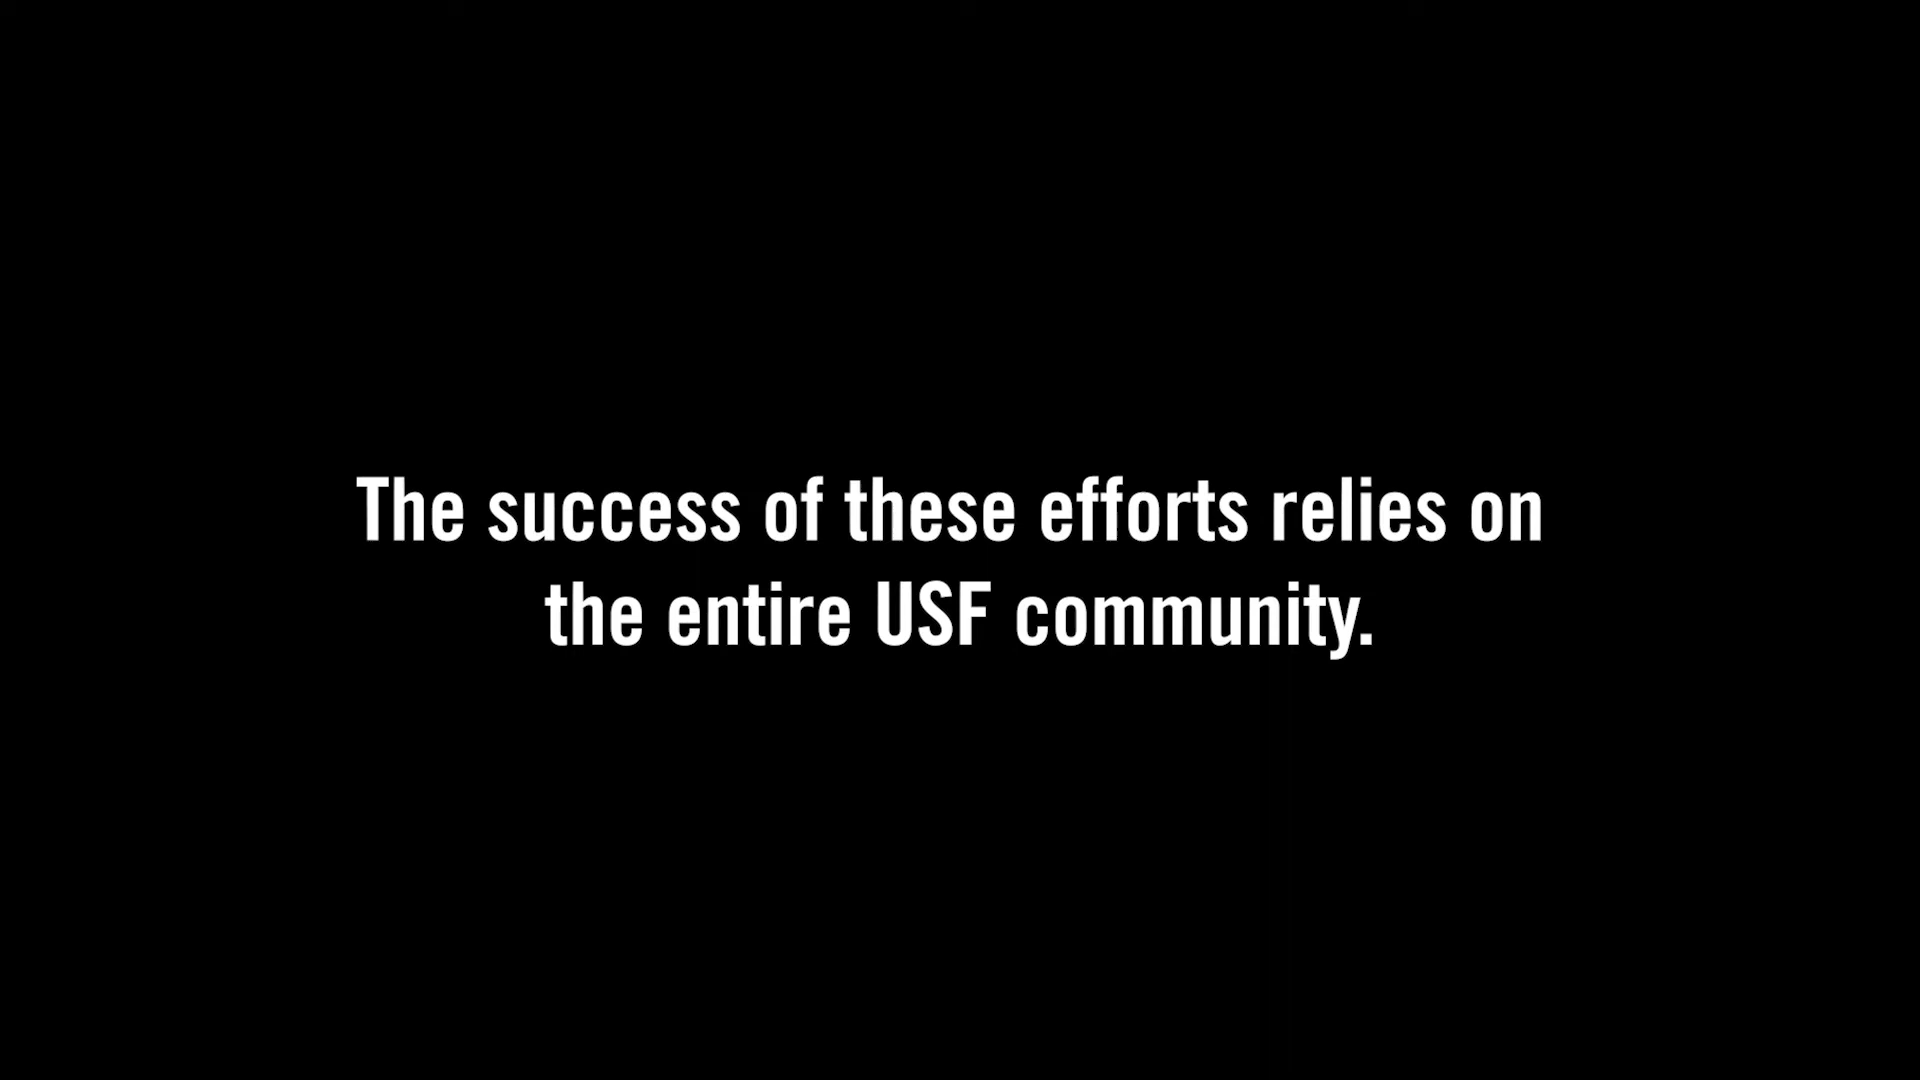 The success of these efforts relies on
the entire USF community.